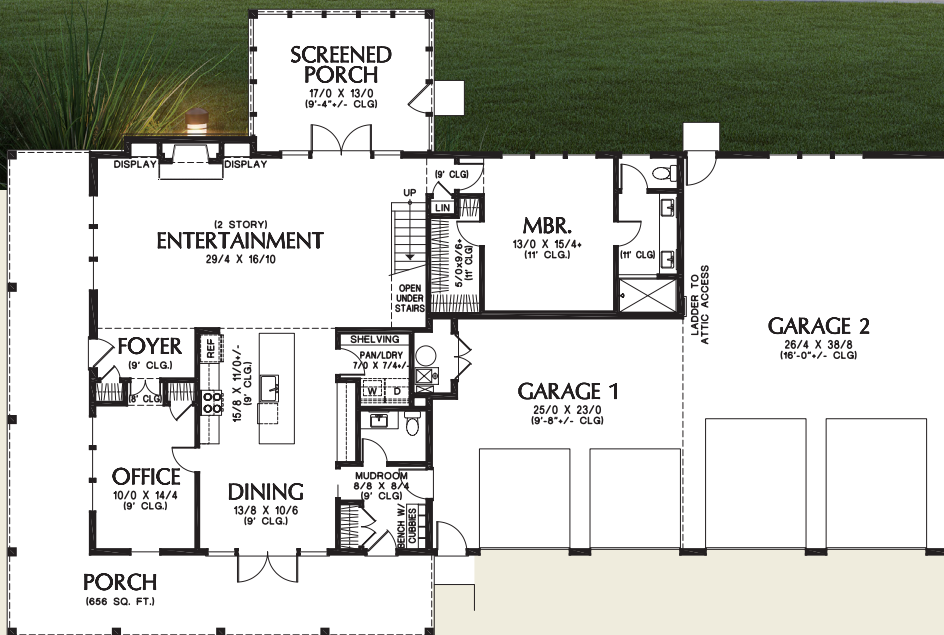 SCREENED
PORCH
17/0 X 13/0
(9'-4"+/- CLG)
DISPLAY
DISPLAY
(9' CLG)
UP
LIN
(2 STORY)
ENTERTAINMENT
29/4 X 16/10
5/0x9/6+
(11' CLG)
MBR.
13/0 X 15/4+
(11' CLG.)
(11' CLG)
OPEN
UNDER
STAIRS
LADDER TO
ATTIC ACCESS
GARAGE 2
26/4 X 38/8
(16'-0"+/- CLG)
FOYER
(9' CLG.)
(8' CLG)
REF
15/8 X 11/0+/-
(9' CLG.)
SHELVING
PAN/LDRY
7/0 X 7/4+/-
W
D
GARAGE 1
25/0 X 23/0
(9'-8"+/- CLG)
OFFICE
10/0 X 14/4
(9' CLG.)
DINING
13/8 X 10/6
(9' CLG.)
MUDROOM
8/8 X 8/4
(9' CLG)
BENCH W/
CUBBIES
PORCH
(656 SQ. FT.)